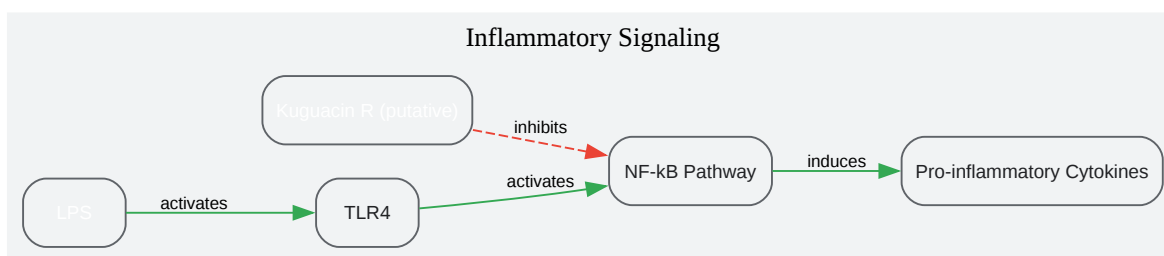 Inflammatory Signaling
Kuguacin R (putative)
inhibits
LPS
activates
TLR4
activates
NF-kB Pathway
induces
Pro-inflammatory Cytokines